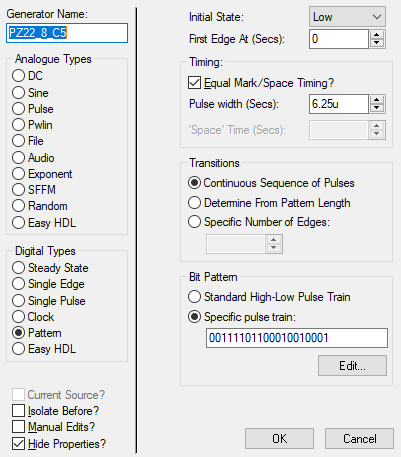 Generator Name:
PZ22_8_C5
Analogue Types
DC
Sine
Pulse
Pwlin
File
Audio
Exponent
SFFM
Random
Easy HDL
Digital Types
Steady State
Single Edge
Single Pulse
Clock
Pattern
Easy HDL
Current Source?
Isolate Before?
Manual Edits?
Hide Properties?
Initial State: Low
First Edge At (Secs): 0
Timing:
Equal Mark/Space Timing?
Pulse width (Secs): 6.25u
'Space' Time (Secs):
Transitions
Continuous Sequence of Pulses
Determine From Pattern Length
Specific Number of Edges:
Bit Pattern
Standard High-Low Pulse Train
Specific pulse train:
00111101100010010001
Edit...
OK Cancel